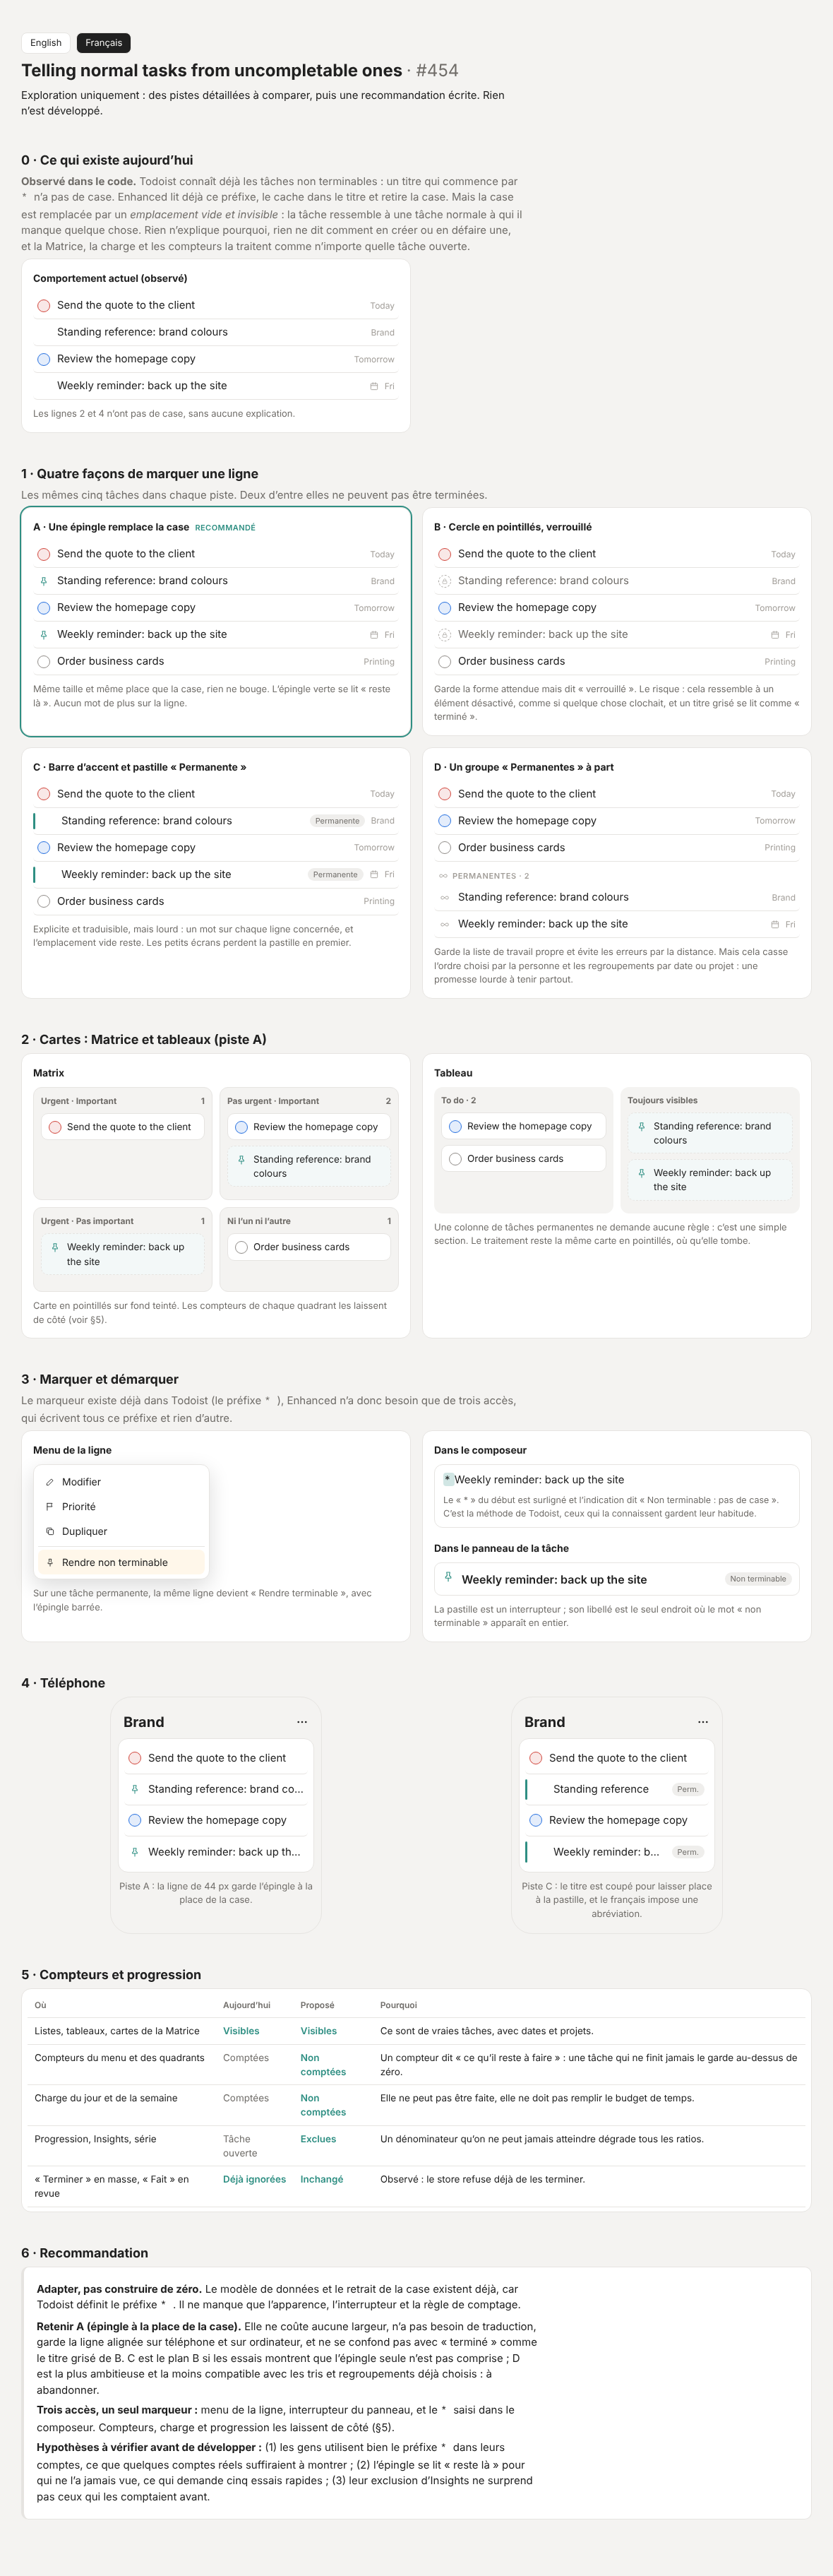 English
Français
Telling normal tasks from uncompletable ones · #454
Exploration uniquement : des pistes détaillées à comparer, puis une recommandation écrite. Rien
n’est développé.
0 · Ce qui existe aujourd’hui
Observé dans le code. Todoist connaît déjà les tâches non terminables : un titre qui commence par
* n’a pas de case. Enhanced lit déjà ce préfixe, le cache dans le titre et retire la case. Mais la case
est remplacée par un emplacement vide et invisible : la tâche ressemble à une tâche normale à qui il
manque quelque chose. Rien n’explique pourquoi, rien ne dit comment en créer ou en défaire une,
et la Matrice, la charge et les compteurs la traitent comme n’importe quelle tâche ouverte.
Comportement actuel (observé)
Send the quote to the client Today
Standing reference: brand colours Brand
Review the homepage copy Tomorrow
Weekly reminder: back up the site Fri
Les lignes 2 et 4 n’ont pas de case, sans aucune explication.
1 · Quatre façons de marquer une ligne
Les mêmes cinq tâches dans chaque piste. Deux d’entre elles ne peuvent pas être terminées.
A · Une épingle remplace la case RECOMMANDÉ
Send the quote to the client Today
Standing reference: brand colours Brand
Review the homepage copy Tomorrow
Weekly reminder: back up the site Fri
Order business cards Printing
Même taille et même place que la case, rien ne bouge. L’épingle verte se lit « reste
là ». Aucun mot de plus sur la ligne.
B · Cercle en pointillés, verrouillé
Send the quote to the client Today
Standing reference: brand colours Brand
Review the homepage copy Tomorrow
Weekly reminder: back up the site Fri
Order business cards Printing
Garde la forme attendue mais dit « verrouillé ». Le risque : cela ressemble à un
élément désactivé, comme si quelque chose clochait, et un titre grisé se lit comme «
terminé ».
C · Barre d’accent et pastille « Permanente »
Send the quote to the client Today
Standing reference: brand colours Permanente Brand
Review the homepage copy Tomorrow
Weekly reminder: back up the site Permanente Fri
Order business cards Printing
Explicite et traduisible, mais lourd : un mot sur chaque ligne concernée, et
l’emplacement vide reste. Les petits écrans perdent la pastille en premier.
D · Un groupe « Permanentes » à part
Send the quote to the client Today
Review the homepage copy Tomorrow
Order business cards Printing
PERMANENTES · 2
Standing reference: brand colours Brand
Weekly reminder: back up the site Fri
Garde la liste de travail propre et évite les erreurs par la distance. Mais cela casse
l’ordre choisi par la personne et les regroupements par date ou projet : une
promesse lourde à tenir partout.
2 · Cartes : Matrice et tableaux (piste A)
Matrix
Urgent · Important 1
Send the quote to the client
Pas urgent · Important 2
Review the homepage copy
Standing reference: brand
colours
Urgent · Pas important 1
Weekly reminder: back up
the site
Ni l’un ni l’autre 1
Order business cards
Carte en pointillés sur fond teinté. Les compteurs de chaque quadrant les laissent
de côté (voir §5).
Tableau
To do · 2
Review the homepage copy
Order business cards
Toujours visibles
Standing reference: brand
colours
Weekly reminder: back up
the site
Une colonne de tâches permanentes ne demande aucune règle : c’est une simple
section. Le traitement reste la même carte en pointillés, où qu’elle tombe.
3 · Marquer et démarquer
Le marqueur existe déjà dans Todoist (le préfixe * ), Enhanced n’a donc besoin que de trois accès,
qui écrivent tous ce préfixe et rien d’autre.
Menu de la ligne
Modifier
Priorité
Dupliquer
Rendre non terminable
Sur une tâche permanente, la même ligne devient « Rendre terminable », avec
l’épingle barrée.
Dans le composeur
* Weekly reminder: back up the site
Le « * » du début est surligné et l’indication dit « Non terminable : pas de case ».
C’est la méthode de Todoist, ceux qui la connaissent gardent leur habitude.
Dans le panneau de la tâche
Weekly reminder: back up the site Non terminable
La pastille est un interrupteur ; son libellé est le seul endroit où le mot « non
terminable » apparaît en entier.
4 · Téléphone
Brand ···
Send the quote to the client
Standing reference: brand co...
Review the homepage copy
Weekly reminder: back up th...
Piste A : la ligne de 44 px garde l’épingle à la
place de la case.
Brand ···
Send the quote to the client
Standing reference Perm.
Review the homepage copy
Weekly reminder: b... Perm.
Piste C : le titre est coupé pour laisser place
à la pastille, et le français impose une
abréviation.
5 · Compteurs et progression
Où Aujourd’hui Proposé Pourquoi
Listes, tableaux, cartes de la Matrice Visibles Visibles Ce sont de vraies tâches, avec dates et projets.
Compteurs du menu et des quadrants Comptées Non comptées Un compteur dit « ce qu’il reste à faire » : une tâche qui ne finit jamais le garde au-dessus de
zéro.
Charge du jour et de la semaine Comptées Non comptées Elle ne peut pas être faite, elle ne doit pas remplir le budget de temps.
Progression, Insights, série Tâche ouverte Exclues Un dénominateur qu’on ne peut jamais atteindre dégrade tous les ratios.
« Terminer » en masse, « Fait » en revue Déjà ignorées Inchangé Observé : le store refuse déjà de les terminer.
6 · Recommandation
Adapter, pas construire de zéro. Le modèle de données et le retrait de la case existent déjà, car
Todoist définit le préfixe * . Il ne manque que l’apparence, l’interrupteur et la règle de comptage.
Retenir A (épingle à la place de la case). Elle ne coûte aucune largeur, n’a pas besoin de traduction,
garde la ligne alignée sur téléphone et sur ordinateur, et ne se confond pas avec « terminé » comme
le titre grisé de B. C est le plan B si les essais montrent que l’épingle seule n’est pas comprise ; D
est la plus ambitieuse et la moins compatible avec les tris et regroupements déjà choisis : à
abandonner.
Trois accès, un seul marqueur : menu de la ligne, interrupteur du panneau, et le * saisi dans le
composeur. Compteurs, charge et progression les laissent de côté (§5).
Hypothèses à vérifier avant de développer : (1) les gens utilisent bien le préfixe * dans leurs
comptes, ce que quelques comptes réels suffiraient à montrer ; (2) l’épingle se lit « reste là » pour
qui ne l’a jamais vue, ce qui demande cinq essais rapides ; (3) leur exclusion d’Insights ne surprend
pas ceux qui les comptaient avant.